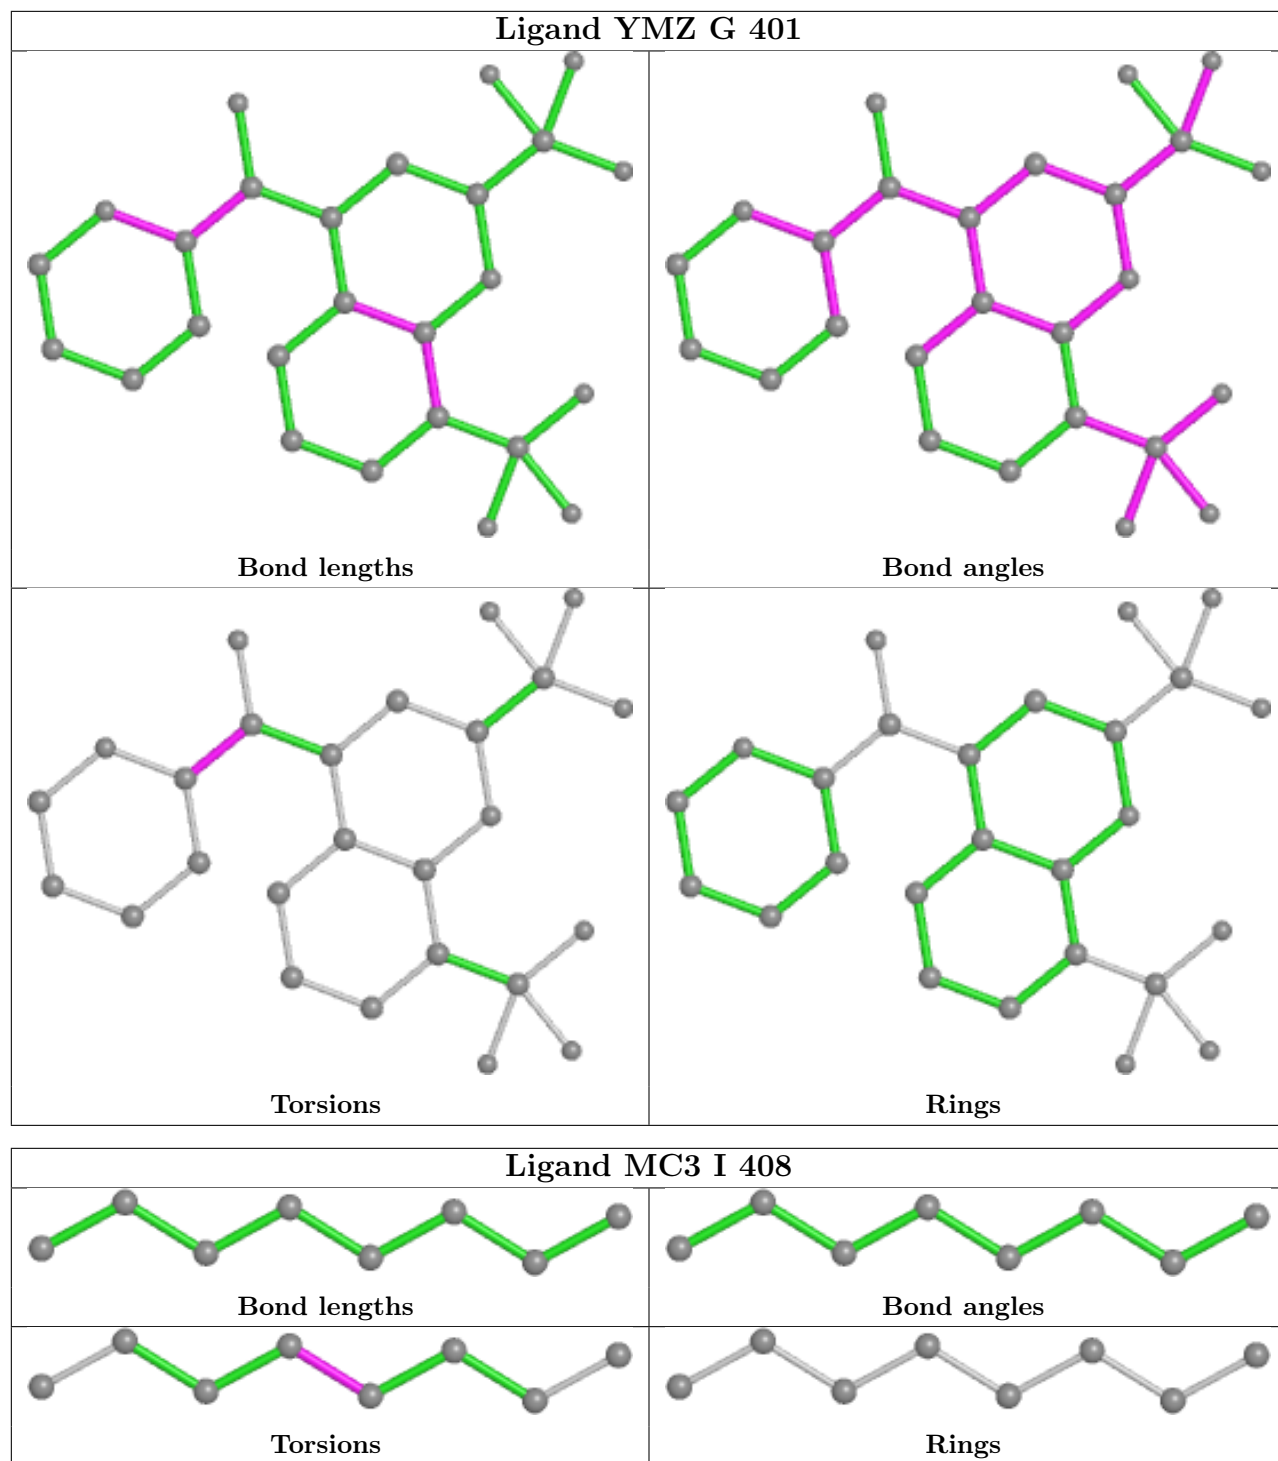 Ligand YMZ G 401
Bond lengths
Bond angles
Torsions
Rings
Ligand MC3 I 408
Bond lengths
Bond angles
Torsions
Rings